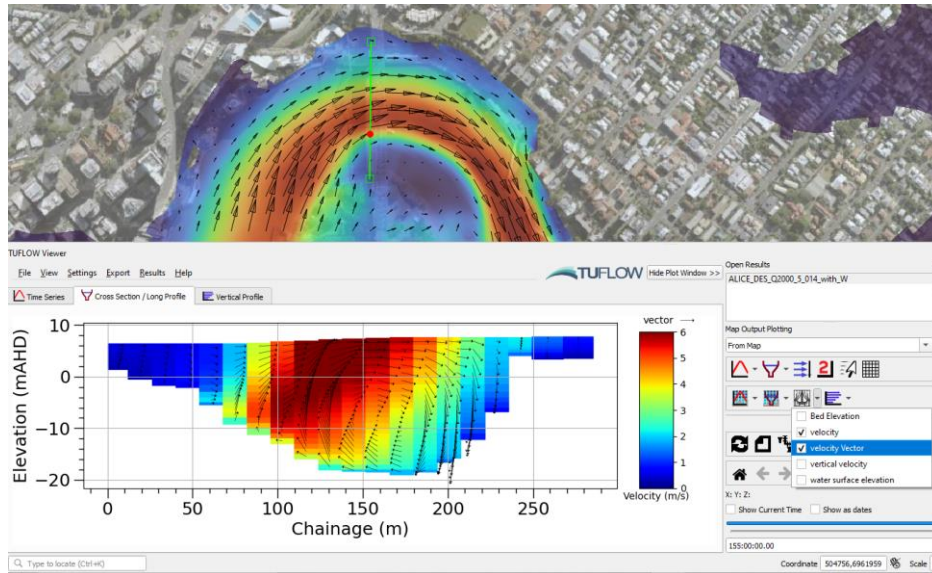 TUFLOW Viewer
File View Settings Export Results Help
TUFLOW
Hide Plot Window >>
Time Series
Cross Section / Long Profile
Vertical Profile
Elevation (mAHD)
10
0
−10
−20
0
50
100
150
200
250
Chainage (m)
vector
6
5
4
3
2
1
0
Velocity (m/s)
Open Results
ALICE_DES_Q2000_5_014_with_W
Map Output Plotting
From Map
Bed Elevation
velocity
velocity Vector
vertical velocity
water surface elevation
X: Y: Z:
Show Current Time
Show as dates
155:00:00.00
Type to locate (Ctrl+K)
Coordinate 504756,6961959
Scale